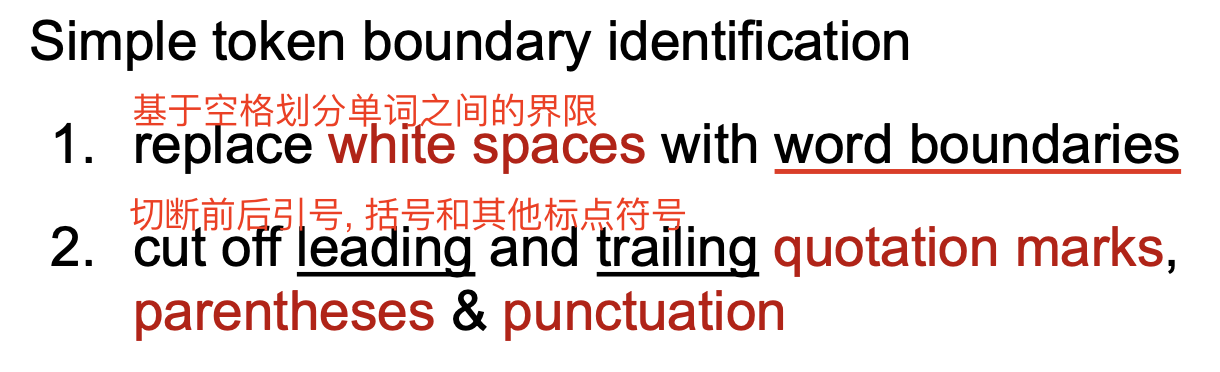 Simple token boundary identification
基于空格划分单词之间的界限
1. replace white spaces with word boundaries
切断前后引号, 括号和其他标点符号
2. cut off leading and trailing quotation marks,
parentheses & punctuation